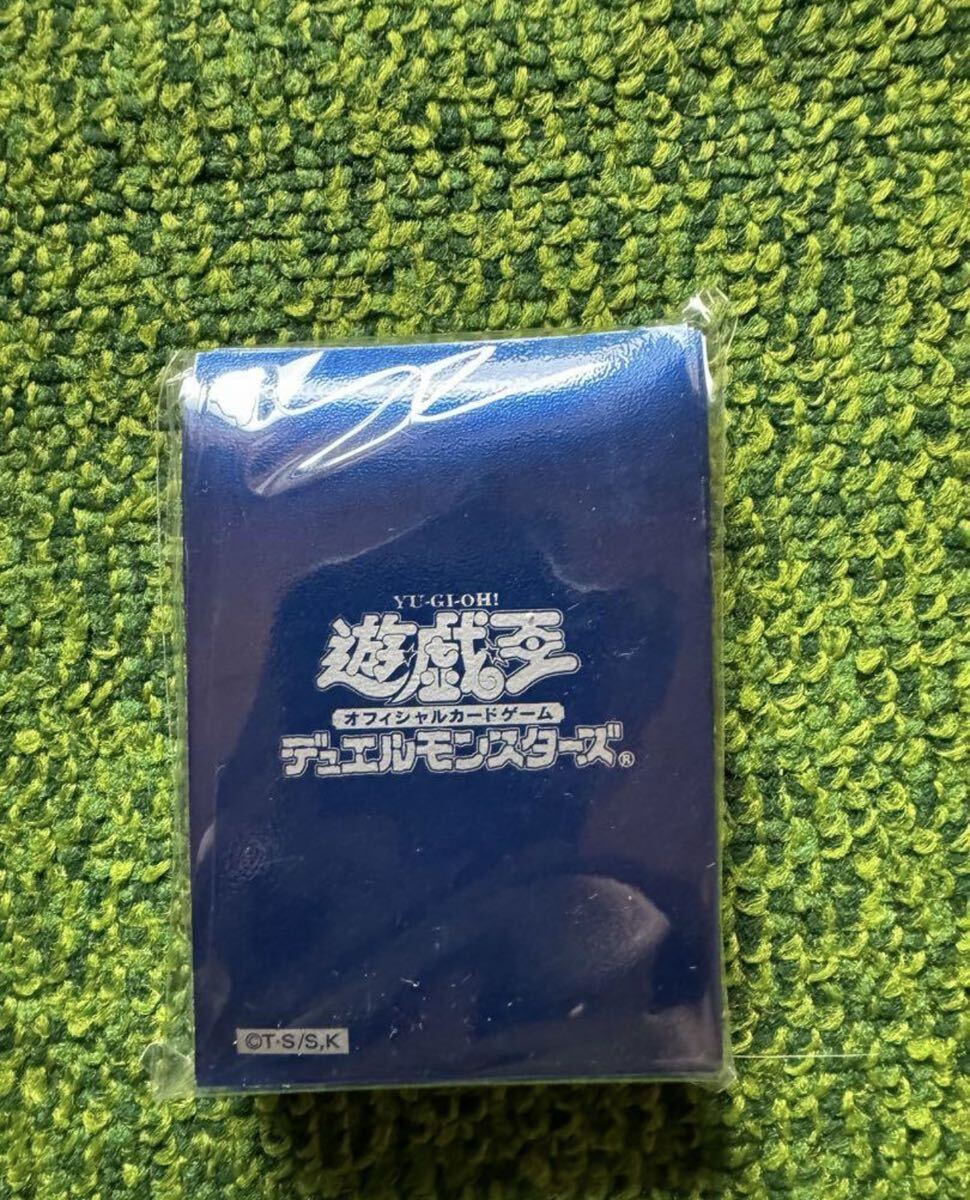 YU-GI-OH!
遊戯王
オフィシャルカードゲーム
デュエルモンスターズ®
©T·S/S,K